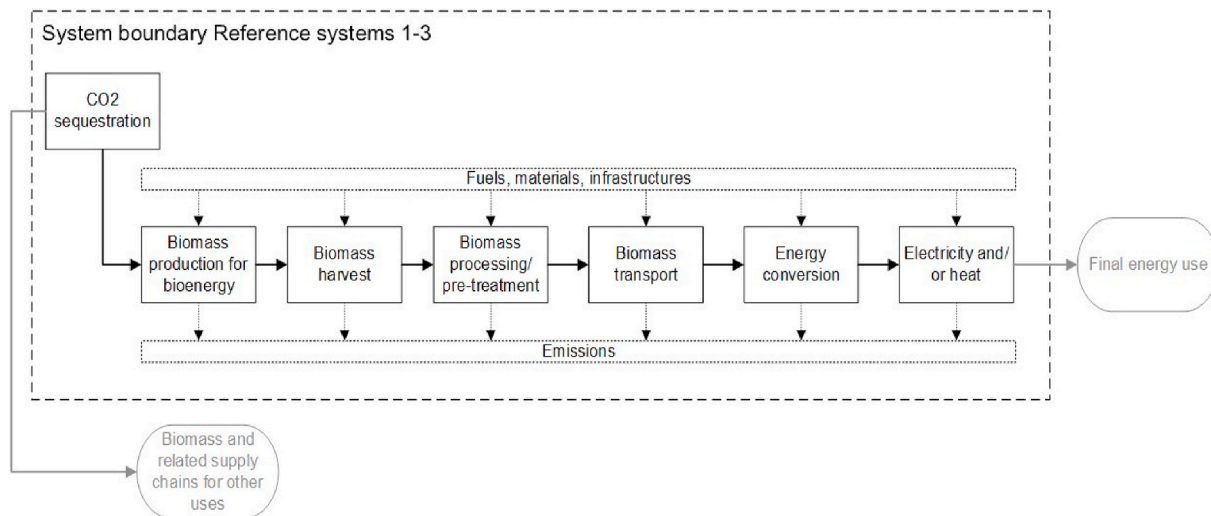 System boundary Reference systems 1-3
CO2
sequestration
Fuels, materials, infrastructures
Biomass
production for
bioenergy
Biomass
harvest
Biomass
processing/
pre-treatment
Biomass
transport
Energy
conversion
Electricity and/
or heat
Final energy use
Emissions
Biomass and
related supply
chains for other
uses